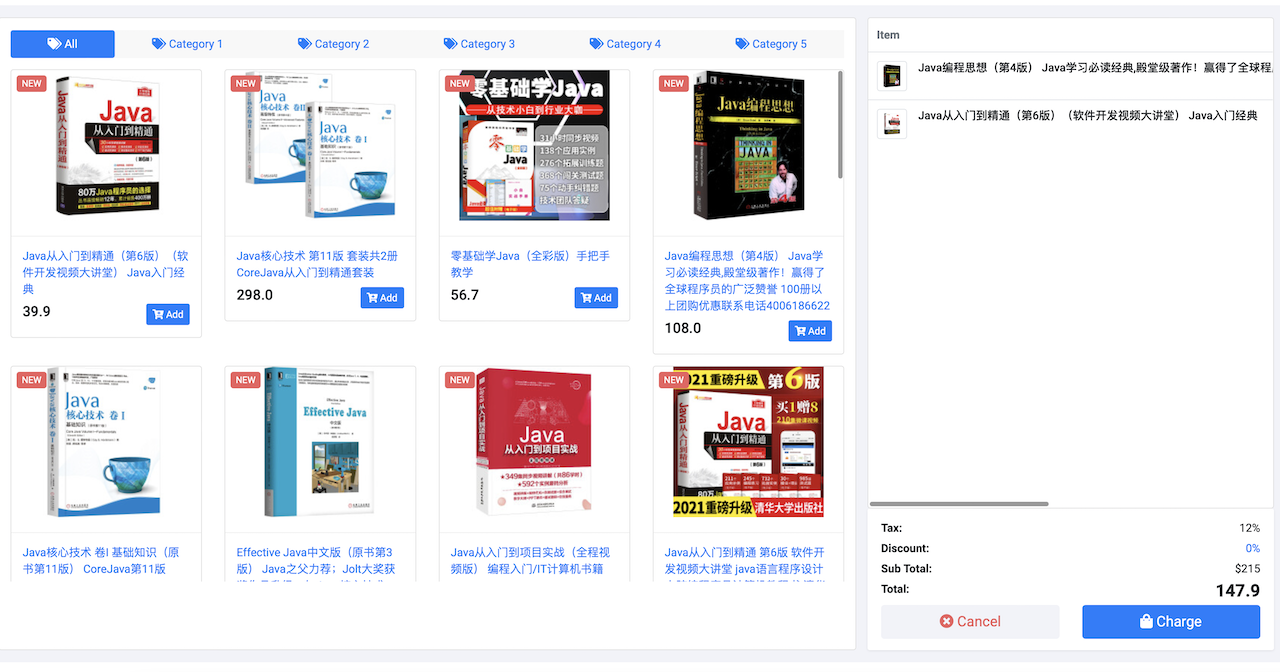 All
Category 1
Category 2
Category 3
Category 4
Category 5
Item
NEW
Java
从入门到精通
(第6版)
80万Java程序员的选择
Java从入门到精通
Java从入门到精通（第6版）（软
件开发视频大讲堂） Java入门经
典
39.9
Add
NEW
Java
核心技术 卷II
Java
核心技术 卷 I
Java核心技术 第11版 套装共2册
CoreJava从入门到精通套装
298.0
Add
NEW
零基础学Java
从技术小白到行业大咖
31小时同步视频
138个应用实例
276个拓展训练题
368个闯关测试题
75个动手纠错题
技术团队答疑
零基础学Java（全彩版）手把手
教学
56.7
Add
NEW
Java编程思想
Thinking in Java
THINKING
IN
JAVA
Java编程思想（第4版） Java学
习必读经典,殿堂级著作！赢得了
全球程序员的广泛赞誉 100册以
上团购优惠联系电话4006186622
108.0
Add
NEW
Java
核心技术 卷 I
基础知识
Java核心技术 卷I 基础知识（原
书第11版） CoreJava第11版
NEW
Effective Java
中文版
Effective Java中文版（原书第3
版） Java之父力荐；Jolt大奖获
NEW
Java
从入门到项目实战
349集同步视频讲解（共86学时）
592个实例案例分析
Java从入门到项目实战（全程视
频版） 编程入门/IT计算机书籍
NEW
2021重磅升级 第6版
买1赠8
Java
从入门到精通
2021重磅升级 清华大学出版社
Java从入门到精通 第6版 软件开
发视频大讲堂 java语言程序设计
Java编程思想（第4版） Java学习必读经典,殿堂级著作！赢得了全球程
Java从入门到精通（第6版）（软件开发视频大讲堂） Java入门经典
Tax: 12%
Discount: 0%
Sub Total: $215
Total: 147.9
Cancel
Charge